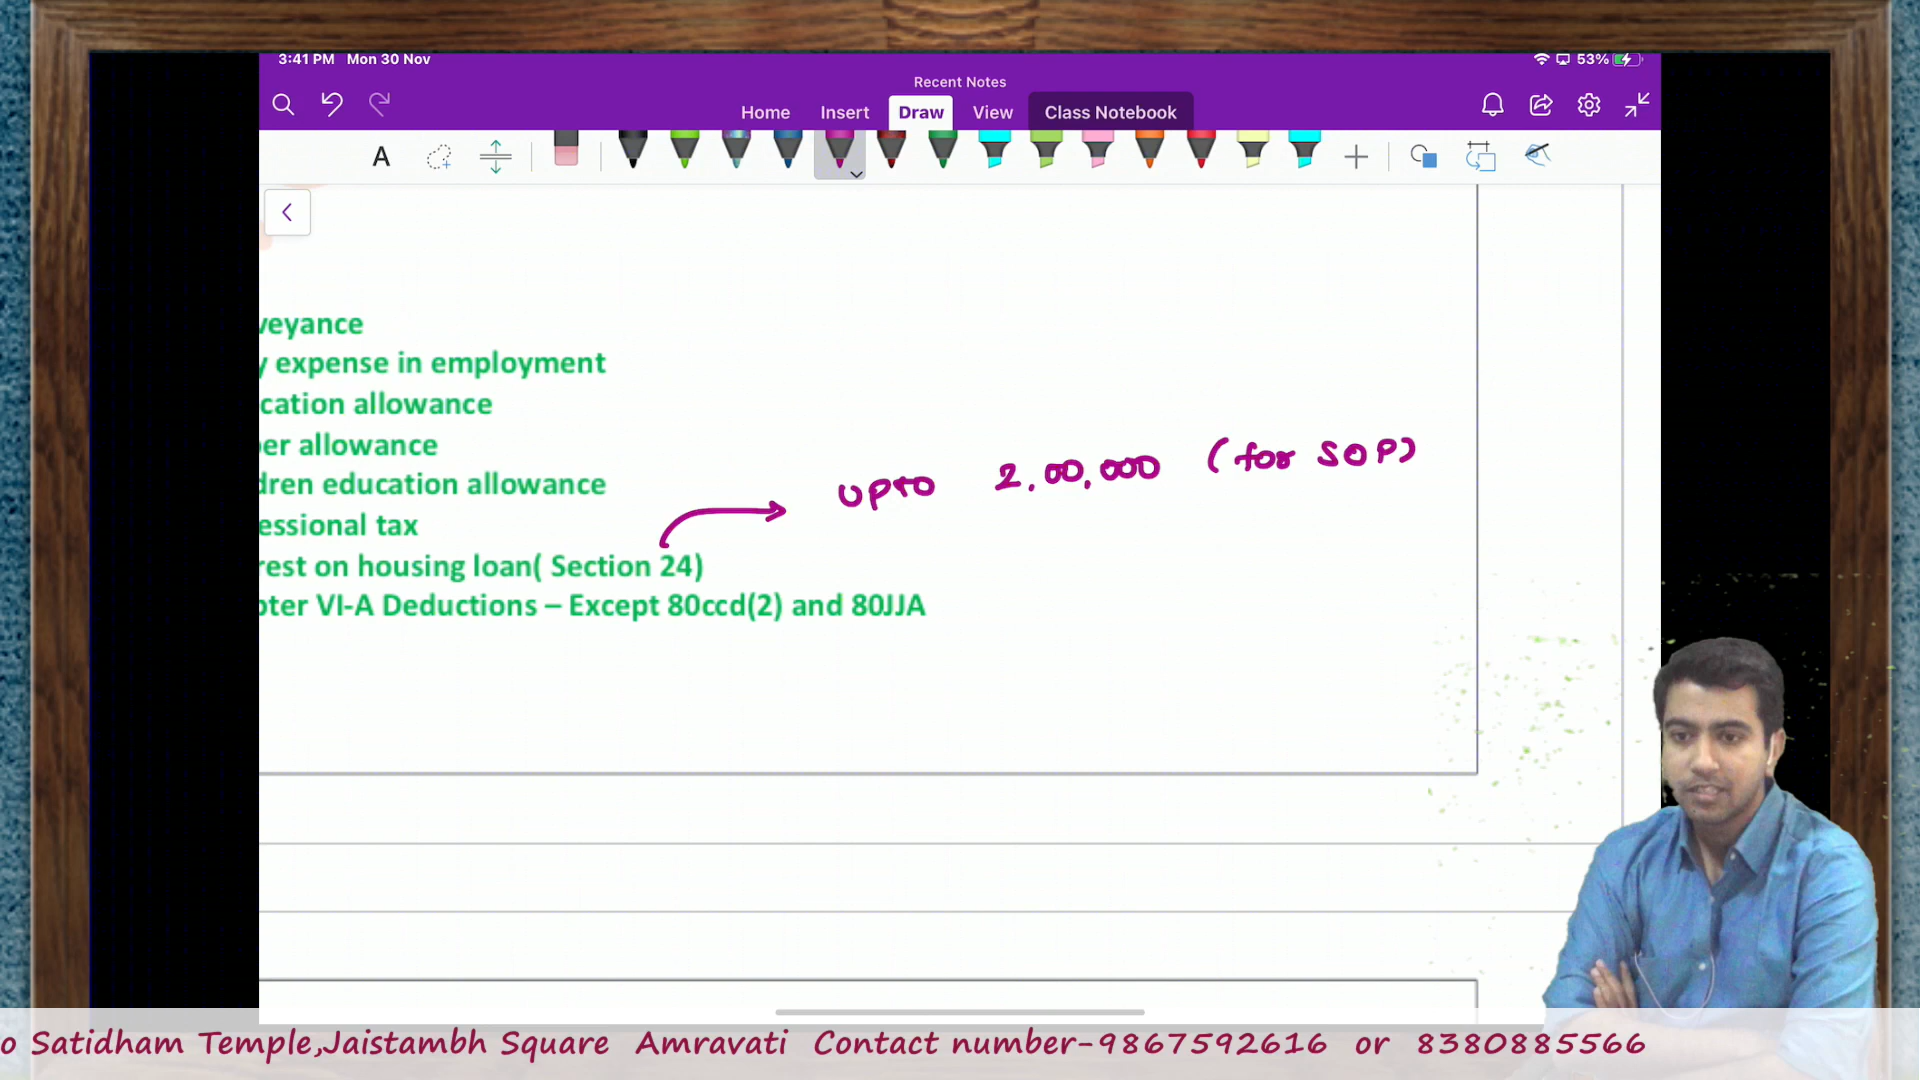 3:41 PM Mon 30 Nov
53%
Recent Notes
Home Insert Draw View Class Notebook
A
veyance
y expense in employment
cation allowance
er allowance
dren education allowance
essional tax
rest on housing loan( Section 24)
pter VI-A Deductions – Except 80ccd(2) and 80JJA
upto 2,00,000 (for SOP)
o Satidham Temple,Jaistambh Square Amravati Contact number-9867592616 or 8380885566